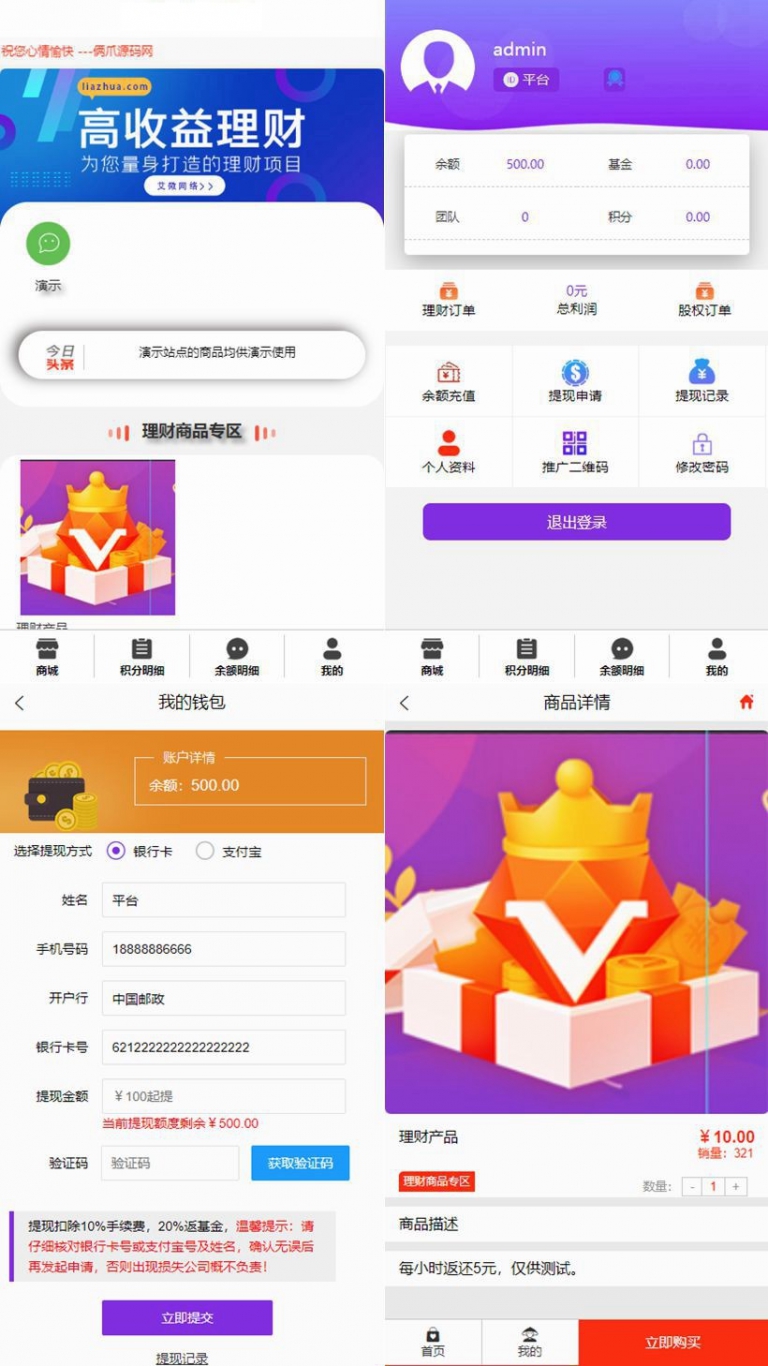 祝您心情愉快 ---俩爪源码网
liazhua.com
高收益理财
为您量身打造的理财项目
艾微网络>>
演示
今日
头条
演示站点的商品均供演示使用
理财商品专区
理财产品
商城 积分明细 余额明细 我的
admin
ID 平台
余额 500.00 基金 0.00
团队 0 积分 0.00
理财订单
0元
总利润
股权订单
余额充值 提现申请 提现记录
个人资料 推广二维码 修改密码
退出登录
商城 积分明细 余额明细 我的
我的钱包
账户详情
余额：500.00
选择提现方式 银行卡 支付宝
姓名 平台
手机号码 18888886666
开户行 中国邮政
银行卡号 6212222222222222222
提现金额 ￥100起提
当前提现额度剩余￥500.00
验证码 验证码 获取验证码
提现扣除10%手续费，20%返基金，温馨提示：请
仔细核对银行卡号或支付宝号及姓名，确认无误后
再发起申请，否则出现损失公司概不负责！
立即提交
提现记录
商品详情
理财产品 ￥10.00
销量：321
理财商品专区
数量： - 1 +
商品描述
每小时返还5元，仅供测试。
首页 我的 立即购买